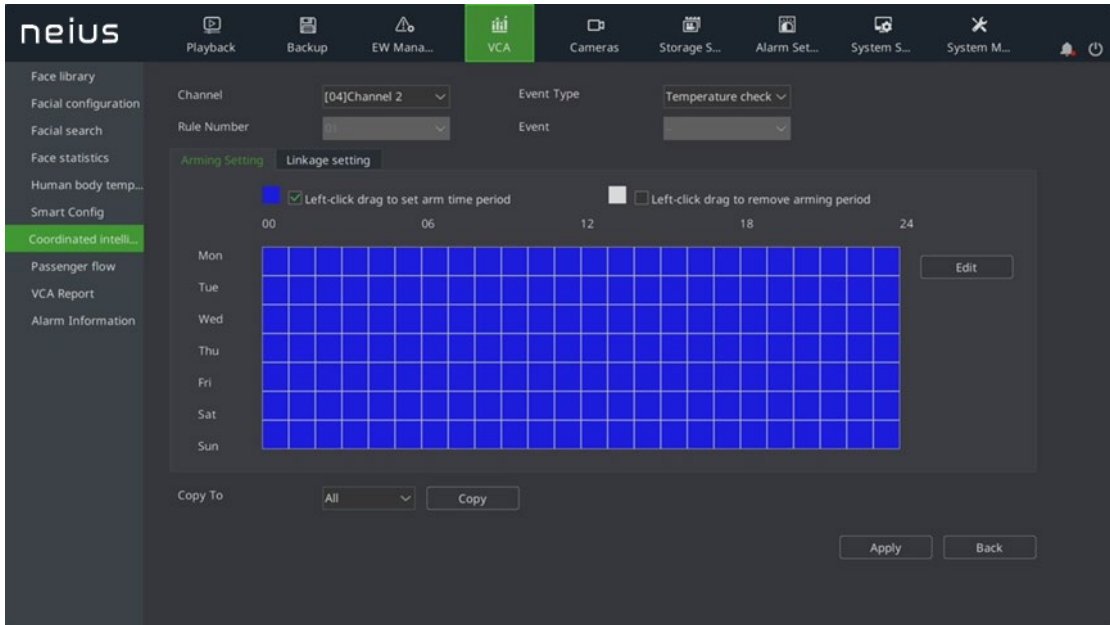 neius
Playback Backup EW Mana... VCA Cameras Storage S... Alarm Set... System S... System M...
Face library
Facial configuration
Facial search
Face statistics
Human body temp...
Smart Config
Coordinated intelli...
Passenger flow
VCA Report
Alarm Information
Channel [04]Channel 2 Event Type Temperature check
Rule Number 01 Event -
Arming Setting Linkage setting
Left-click drag to set arm time period Left-click drag to remove arming period
00 06 12 18 24
Mon
Edit
Tue
Wed
Thu
Fri
Sat
Sun
Copy To All Copy
Apply Back